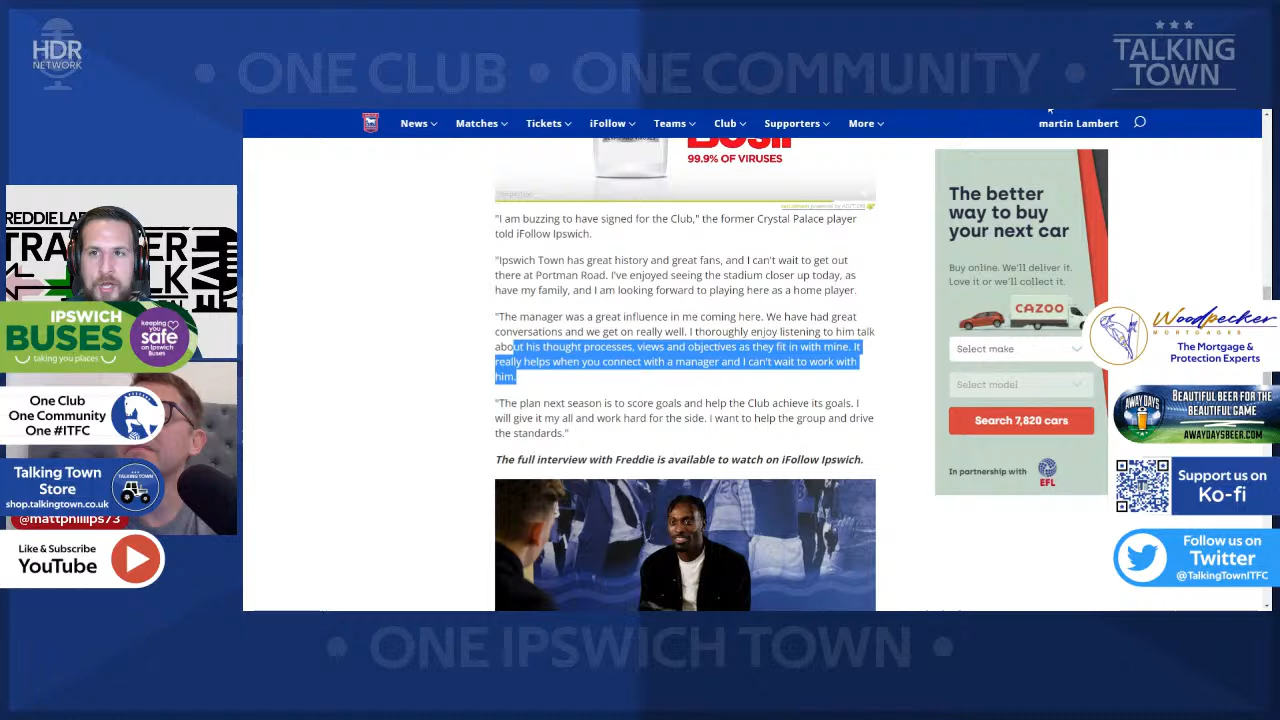 HDR
NETWORK
• ONE CLUB • ONE COMMUNITY •
TALKING
TOWN
News
Matches
Tickets
iFollow
Teams
Club
Supporters
More
martin Lambert
99.9% OF VIRUSES
"I am buzzing to have signed for the Club," the former Crystal Palace player
told iFollow Ipswich.
"Ipswich Town has great history and great fans, and I can't wait to get out
there at Portman Road. I've enjoyed seeing the stadium closer up today, as
have my family, and I am looking forward to playing here as a home player.
"The manager was a great influence in me coming here. We have had great
conversations and we get on really well. I thoroughly enjoy listening to him talk
about his thought processes, views and objectives as they fit in with mine. It
really helps when you connect with a manager and I can't wait to work with
him.
"The plan next season is to score goals and help the Club achieve its goals. I
will give it my all and work hard for the side. i want to help the group and drive
the standards."
The full interview with Freddie is available to watch on iFollow Ipswich.
The better
way to buy
your next car
Buy online. We'll deliver it.
Love it or we'll collect it.
CAZOO
Select make
Select model
Search 7,820 cars
In partnership with
EFL
IPSWICH
BUSES
taking you places
keeping
you
safe
on Ipswich
Buses
One Club
One Community
One #ITFC
Talking Town
Store
shop.talkingtown.co.uk
TALKING TOWN
@mattphillips73
Like & Subscribe
YouTube
Woodpecker
MORTGAGES
The Mortgage &
Protection Experts
AWAY DAYS
BEER
BEAUTIFUL BEER FOR THE
BEAUTIFUL GAME
AWAYDAYSBEER.COM
Support us on
Ko-fi
Follow us on
Twitter
@TalkingTownITFC
• ONE IPSWICH TOWN •